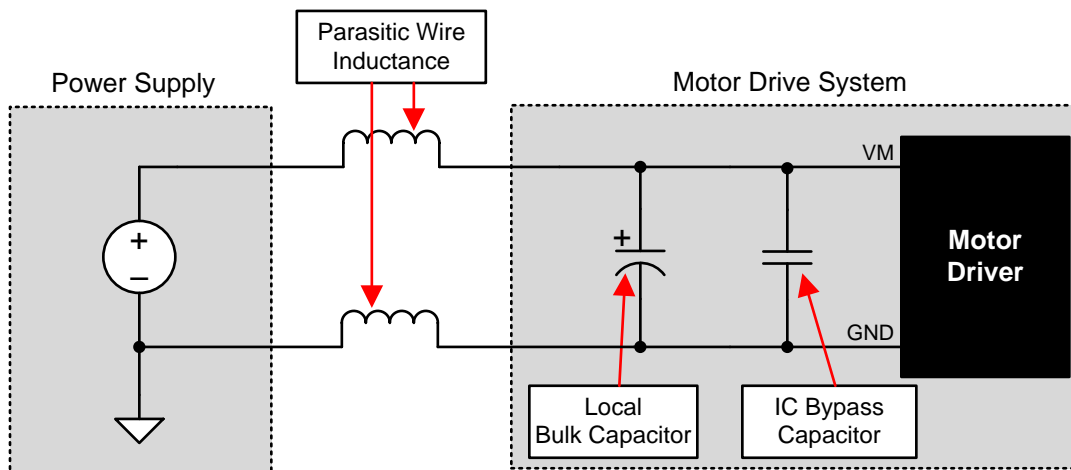 Parasitic Wire
Inductance
Power Supply
Motor Drive System
VM
+
–
+
Motor
Driver
GND
Local
Bulk Capacitor
IC Bypass
Capacitor